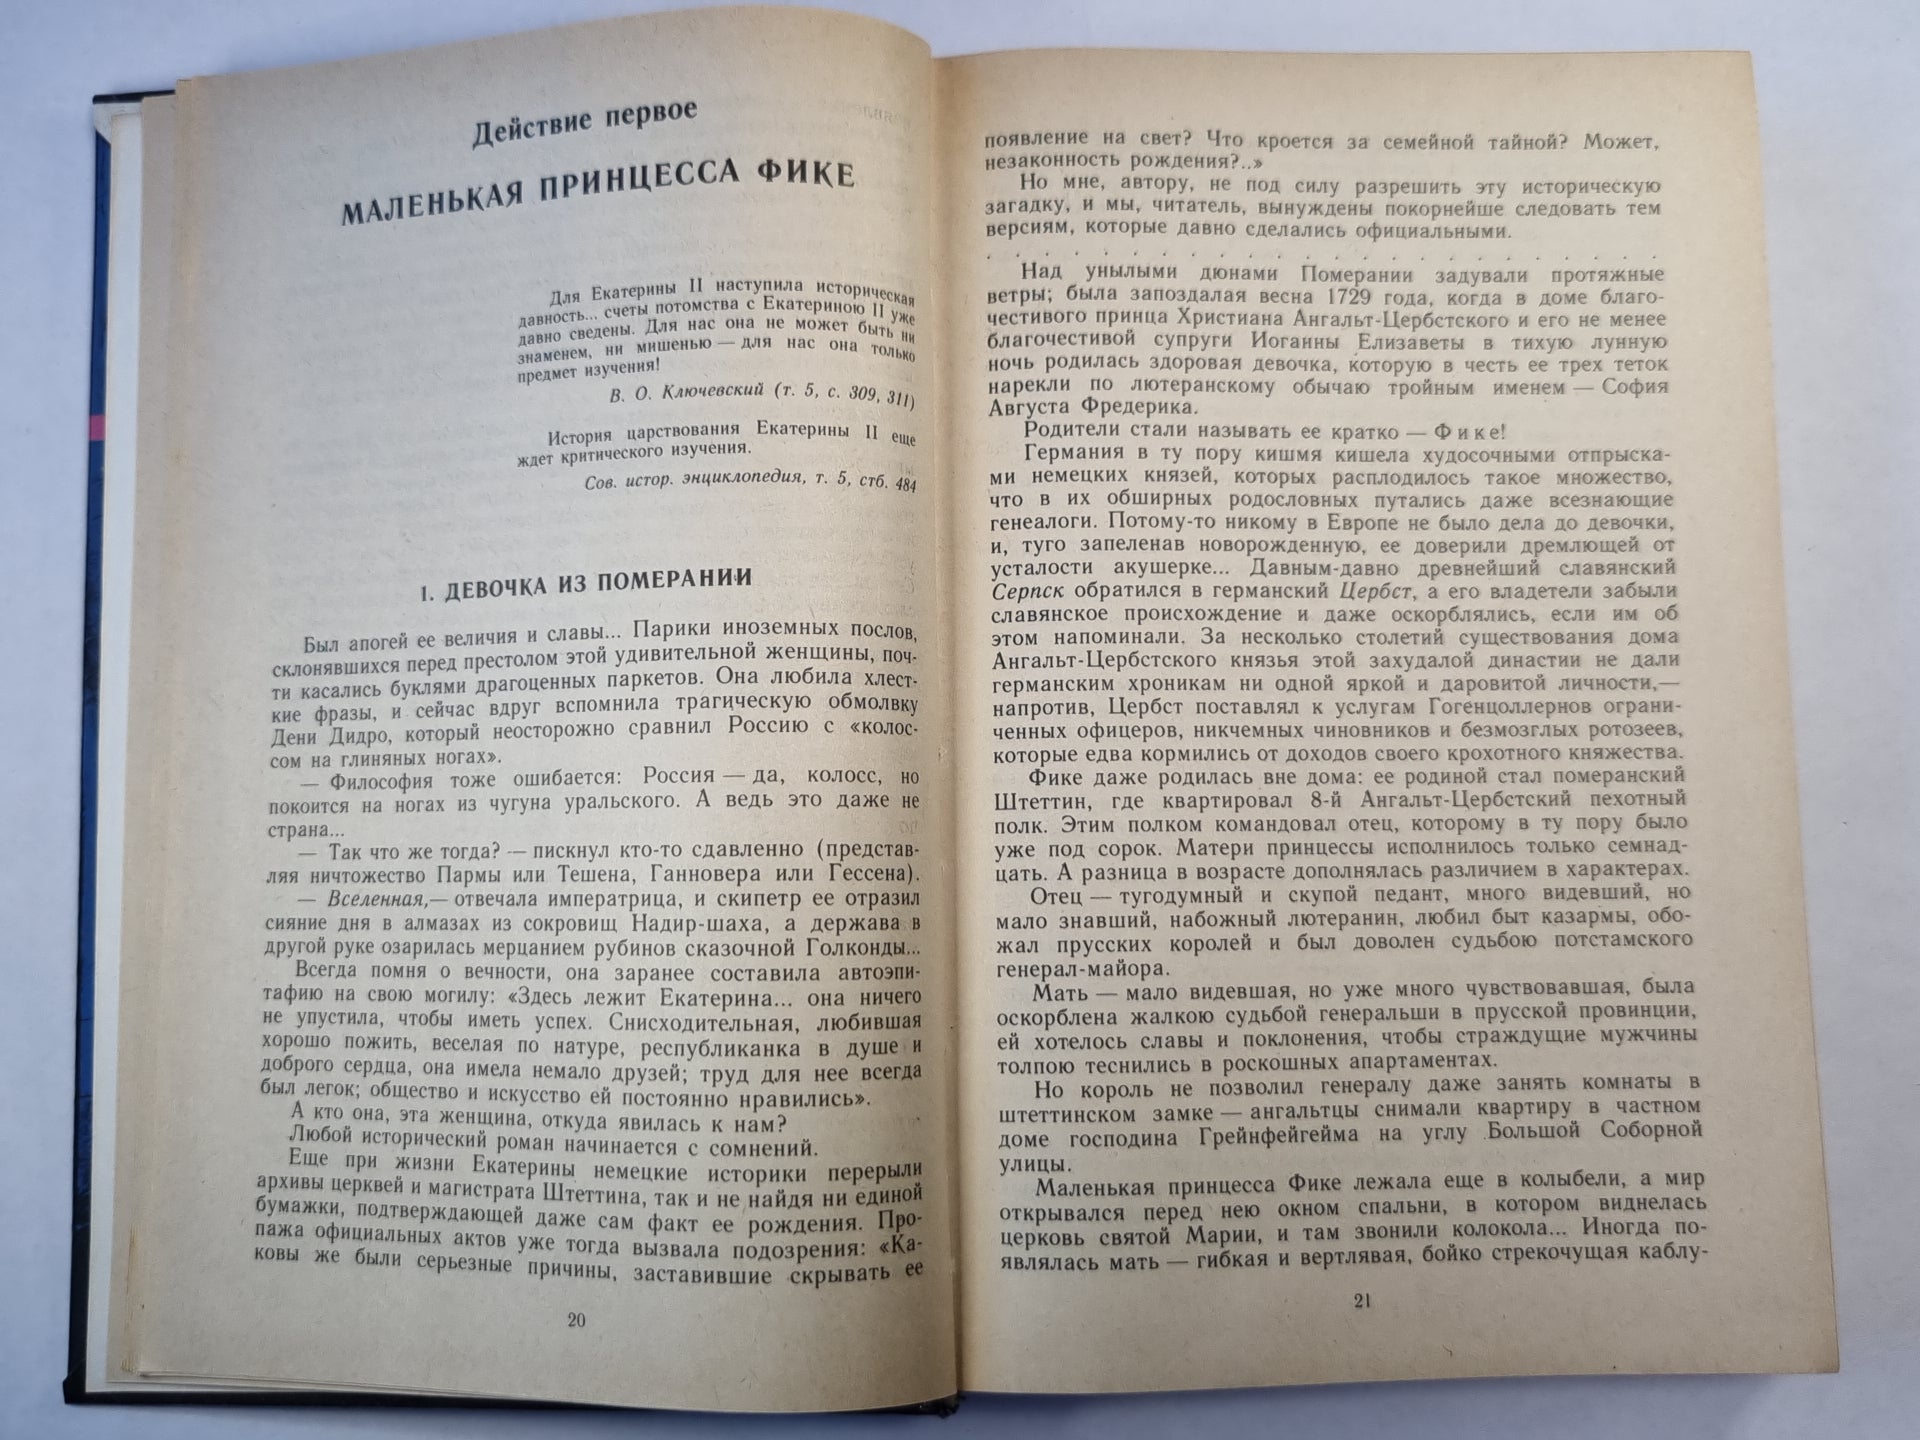 Действие первое
МАЛЕНЬКАЯ ПРИНЦЕССА ФИКЕ
Для Екатерины II наступила историческая
давность... счеты потомства с Екатериною II уже
давно сведены. Для нас она не может быть ни
знаменем, ни мишенью — для нас она только
предмет изучения!
В. О. Ключевский (т. 5, с. 309, 311)
История царствования Екатерины II еще
ждет критического изучения.
Сов. истор. энциклопедия, т. 5, стб. 484
1. ДЕВОЧКА ИЗ ПОМЕРАНИИ
Был апогей ее величия и славы... Парики иноземных послов,
склонявшихся перед престолом этой удивительной женщины, поч-
ти касались буклями драгоценных паркетов. Она любила хлест-
кие фразы, и сейчас вдруг вспомнила трагическую обмолвку
Дени Дидро, который неосторожно сравнил Россию с «колос-
сом на глиняных ногах».
— Философия тоже ошибается: Россия — да, колосс, но
покоится на ногах из чугуна уральского. А ведь это даже не
страна...
— Так что же тогда? — пискнул кто-то сдавленно (представ-
ляя ничтожество Пармы или Тешена, Ганновера или Гессена).
— Вселенная,— отвечала императрица, и скипетр ее отразил
сияние дня в алмазах из сокровищ Надир-шаха, а держава в
другой руке озарилась мерцанием рубинов сказочной Голконды...
Всегда помня о вечности, она заранее составила автоэпи-
тафию на свою могилу: «Здесь лежит Екатерина... она ничего
не упустила, чтобы иметь успех. Снисходительная, любившая
хорошо пожить, веселая по натуре, республиканка в душе и
доброго сердца, она имела немало друзей; труд для нее всегда
был легок; общество и искусство ей постоянно нравились».
А кто она, эта женщина, откуда явилась к нам?
Любой исторический роман начинается с сомнений.
Еще при жизни Екатерины немецкие историки перерыли
архивы церквей и магистрата Штеттина, так и не найдя ни единой
бумажки, подтверждающей даже сам факт ее рождения. Про-
пажа официальных актов уже тогда вызвала подозрения: «Ка-
ковы же были серьезные причины, заставившие скрывать ее
20
появление на свет? Что кроется за семейной тайной? Может,
незаконность рождения?..»
Но мне, автору, не под силу разрешить эту историческую
загадку, и мы, читатель, вынуждены покорнейше следовать тем
версиям, которые давно сделались официальными.
. . . . . . . . . . . . . . . . . . . . . . . .
Над унылыми дюнами Померании задували протяжные
ветры; была запоздалая весна 1729 года, когда в доме благо-
честивого принца Христиана Ангальт-Цербстского и его не менее
благочестивой супруги Иоганны Елизаветы в тихую лунную
ночь родилась здоровая девочка, которую в честь ее трех теток
нарекли по лютеранскому обычаю тройным именем — София
Августа Фредерика.
Родители стали называть ее кратко — Фике!
Германия в ту пору кишмя кишела худосочными отпрыска-
ми немецких князей, которых расплодилось такое множество,
что в их обширных родословных путались даже всезнающие
генеалоги. Потому-то никому в Европе не было дела до девочки,
и, туго запеленав новорожденную, ее доверили дремлющей от
усталости акушерке... Давным-давно древнейший славянский
Серпск обратился в германский Цербст, а его владетели забыли
славянское происхождение и даже оскорблялись, если им об
этом напоминали. За несколько столетий существования дома
Ангальт-Цербстского князья этой захудалой династии не дали
германским хроникам ни одной яркой и даровитой личности,—
напротив, Цербст поставлял к услугам Гогенцоллернов ограни-
ченных офицеров, никчемных чиновников и безмозглых ротозеев,
которые едва кормились от доходов своего крохотного княжества.
Фике даже родилась вне дома: ее родиной стал померанский
Штеттин, где квартировал 8-й Ангальт-Цербстский пехотный
полк. Этим полком командовал отец, которому в ту пору было
уже под сорок. Матери принцессы исполнилось только семнад-
цать. А разница в возрасте дополнялась различием в характерах.
Отец — тугодумный и скупой педант, много видевший, но
мало знавший, набожный лютеранин, любил быт казармы, обо-
жал прусских королей и был доволен судьбою потстамского
генерал-майора.
Мать — мало видевшая, но уже много чувствовавшая, была
оскорблена жалкою судьбой генеральши в прусской провинции,
ей хотелось славы и поклонения, чтобы страждущие мужчины
толпою теснились в роскошных апартаментах.
Но король не позволил генералу даже занять комнаты в
штеттинском замке — ангальтцы снимали квартиру в частном
доме господина Грейнфейгейма на углу Большой Соборной
улицы.
Маленькая принцесса Фике лежала еще в колыбели, а мир
открывался перед нею окном спальни, в котором виднелась
церковь святой Марии, и там звонили колокола... Иногда по-
являлась мать — гибкая и вертлявая, бойко стрекочущая каблу-
21